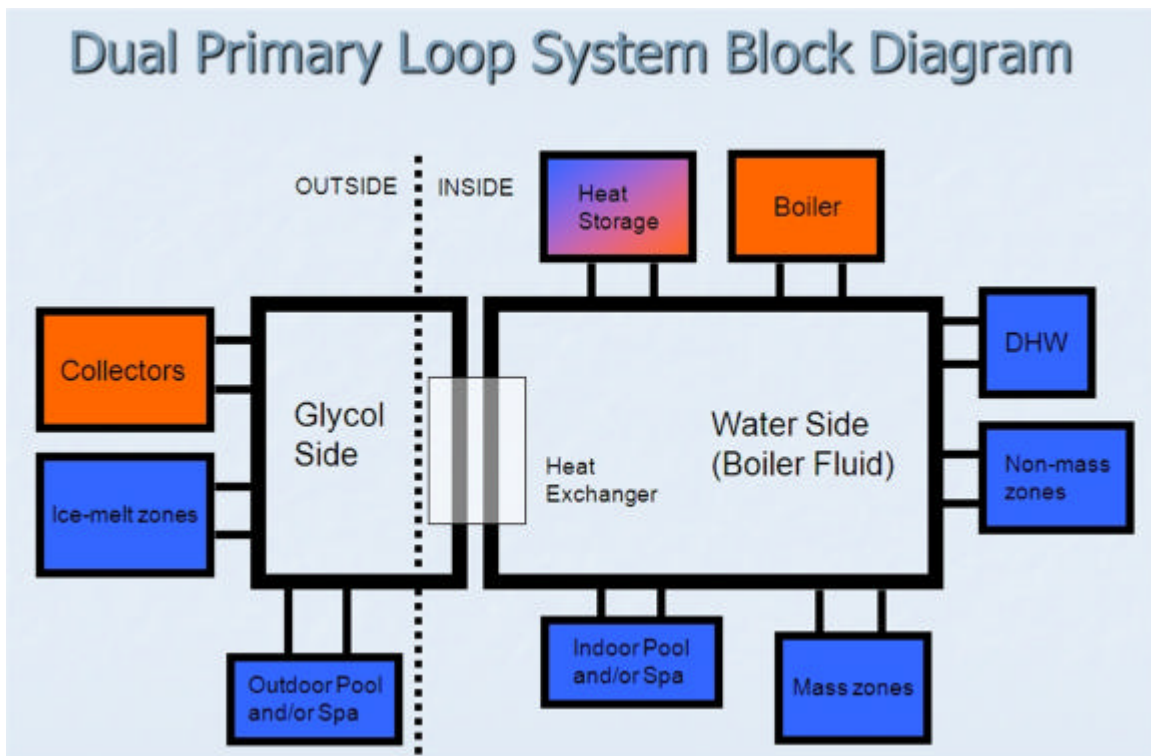 Dual Primary Loop System Block Diagram
OUTSIDE
INSIDE
Heat
Storage
Boiler
Collectors
DHW
Glycol
Side
Water Side
(Boiler Fluid)
Heat
Exchanger
Non-mass
zones
Ice-melt zones
Outdoor Pool
and/or Spa
Indoor Pool
and/or Spa
Mass zones